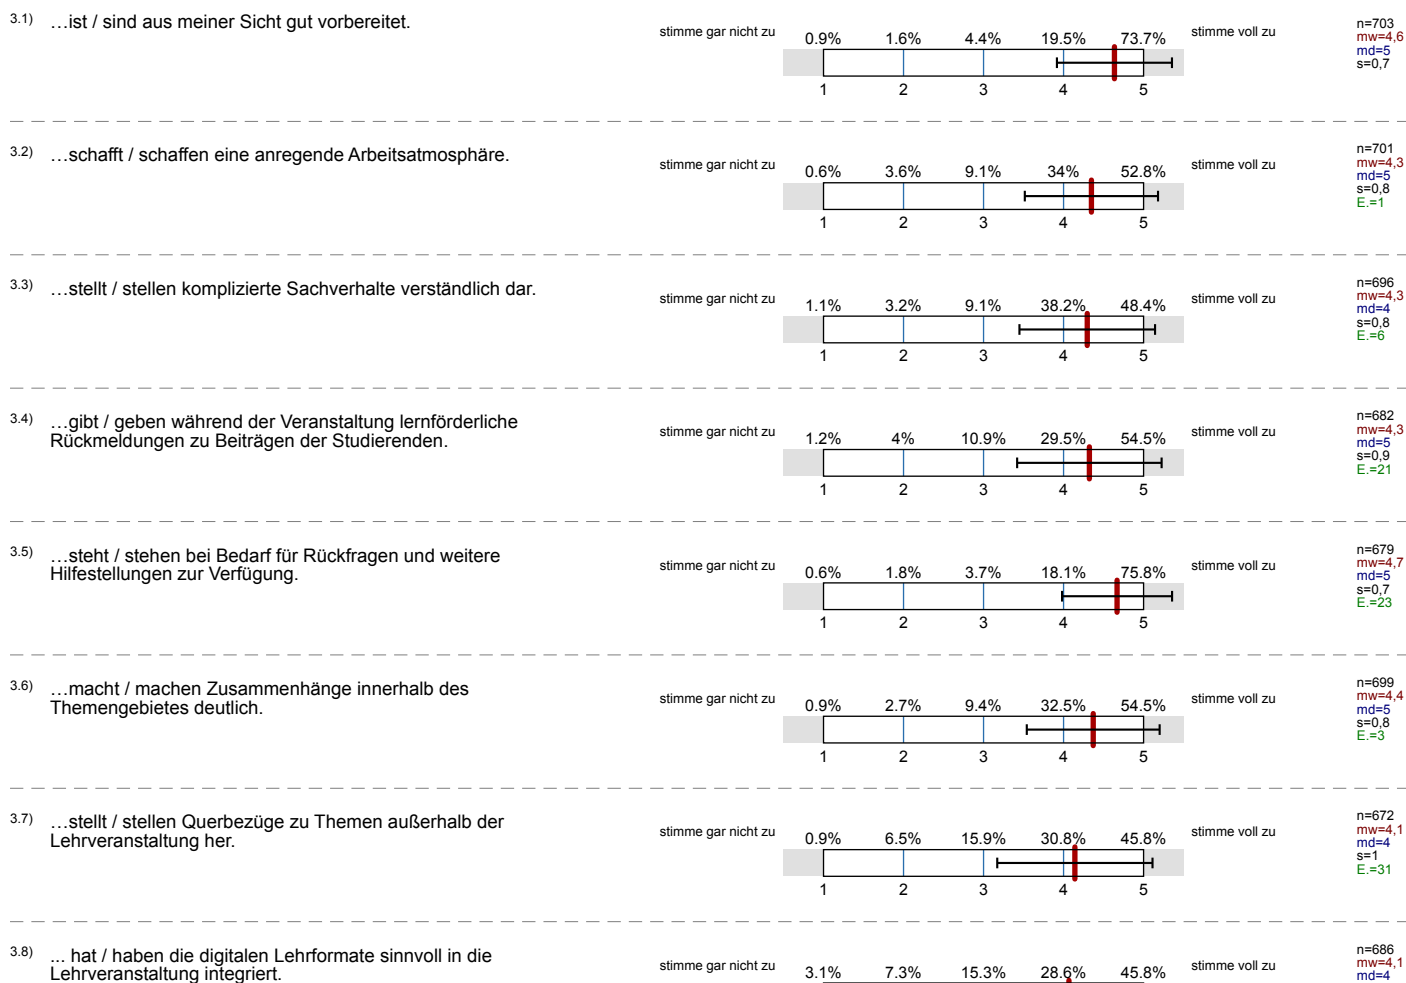 3.1) …ist / sind aus meiner Sicht gut vorbereitet.
stimme gar nicht zu 0.9% 1.6% 4.4% 19.5% 73.7% stimme voll zu
1 2 3 4 5
n=703
mw=4,6
md=5
s=0,7
3.2) …schafft / schaffen eine anregende Arbeitsatmosphäre.
stimme gar nicht zu 0.6% 3.6% 9.1% 34% 52.8% stimme voll zu
1 2 3 4 5
n=701
mw=4,3
md=5
s=0,8
E.=1
3.3) …stellt / stellen komplizierte Sachverhalte verständlich dar.
stimme gar nicht zu 1.1% 3.2% 9.1% 38.2% 48.4% stimme voll zu
1 2 3 4 5
n=696
mw=4,3
md=4
s=0,8
E.=6
3.4) …gibt / geben während der Veranstaltung lernförderliche
Rückmeldungen zu Beiträgen der Studierenden.
stimme gar nicht zu 1.2% 4% 10.9% 29.5% 54.5% stimme voll zu
1 2 3 4 5
n=682
mw=4,3
md=5
s=0,9
E.=21
3.5) …steht / stehen bei Bedarf für Rückfragen und weitere
Hilfestellungen zur Verfügung.
stimme gar nicht zu 0.6% 1.8% 3.7% 18.1% 75.8% stimme voll zu
1 2 3 4 5
n=679
mw=4,7
md=5
s=0,7
E.=23
3.6) …macht / machen Zusammenhänge innerhalb des
Themengebietes deutlich.
stimme gar nicht zu 0.9% 2.7% 9.4% 32.5% 54.5% stimme voll zu
1 2 3 4 5
n=699
mw=4,4
md=5
s=0,8
E.=3
3.7) …stellt / stellen Querbezüge zu Themen außerhalb der
Lehrveranstaltung her.
stimme gar nicht zu 0.9% 6.5% 15.9% 30.8% 45.8% stimme voll zu
1 2 3 4 5
n=672
mw=4,1
md=4
s=1
E.=31
3.8) ... hat / haben die digitalen Lehrformate sinnvoll in die
Lehrveranstaltung integriert.
stimme gar nicht zu 3.1% 7.3% 15.3% 28.6% 45.8% stimme voll zu
n=686
mw=4,1
md=4